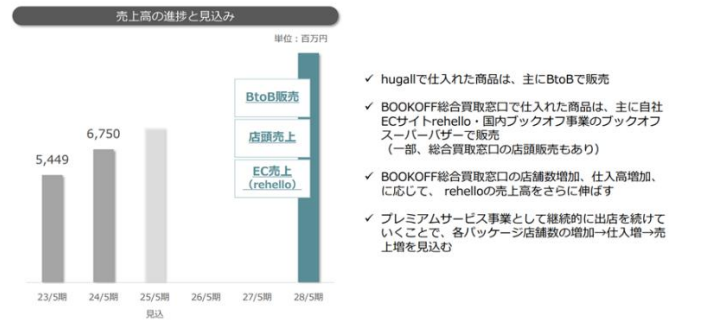 売上高の進捗と見込み
単位：百万円
5,449
6,750
BtoB販売
店頭売上
EC売上
（rehello）
23/5期
24/5期
25/5期
26/5期
27/5期
28/5期
見込
✓ hugallで仕入れた商品は、主にBtoBで販売
✓ BOOKOFF総合買取窓口で仕入れた商品は、主に自社
ECサイトrehello・国内ブックオフ事業のブックオフ
スーパーバザーで販売
（一部、総合買取窓口の店頭販売もあり）
✓ BOOKOFF総合買取窓口の店舗数増加、仕入高増加、
に応じて、 rehelloの売上高をさらに伸ばす
✓ プレミアムサービス事業として継続的に出店を続けて
いくことで、各パッケージ店舗数の増加→仕入増→売
上増を見込む